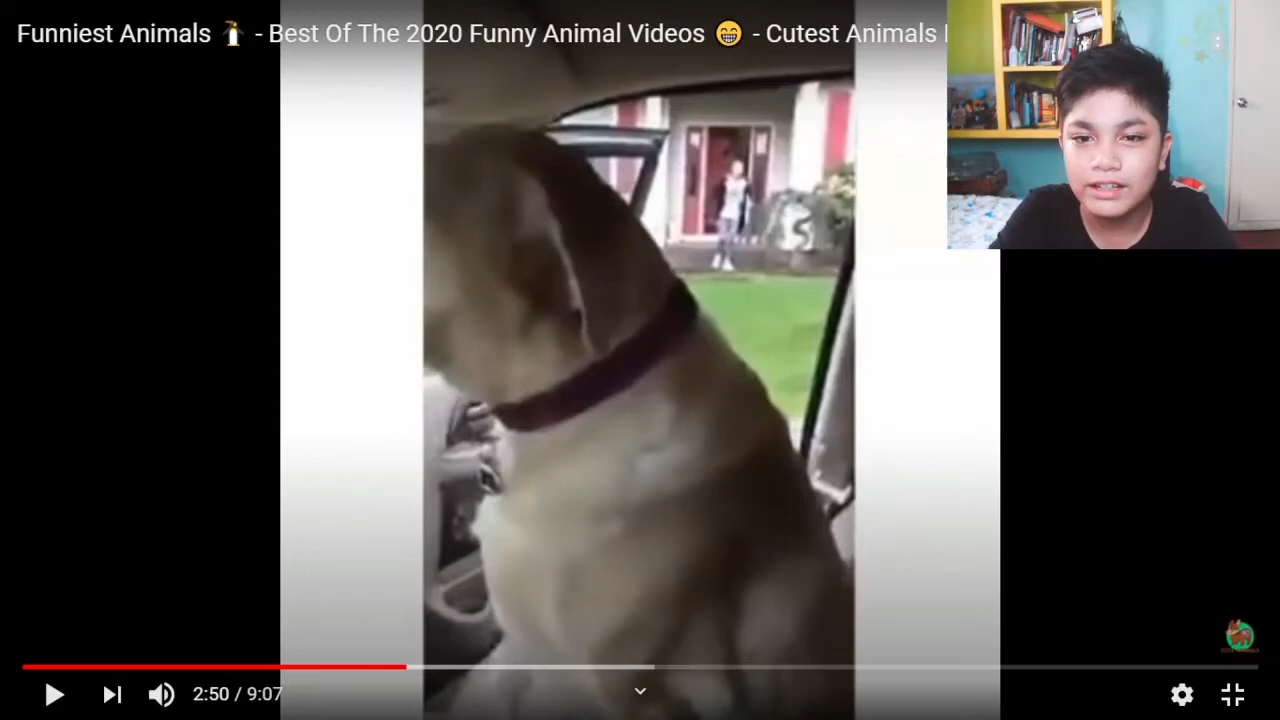 Funniest Animals 🐧 - Best Of The 2020 Funny Animal Videos 😁 - Cutest Animals
2:50 / 9:07